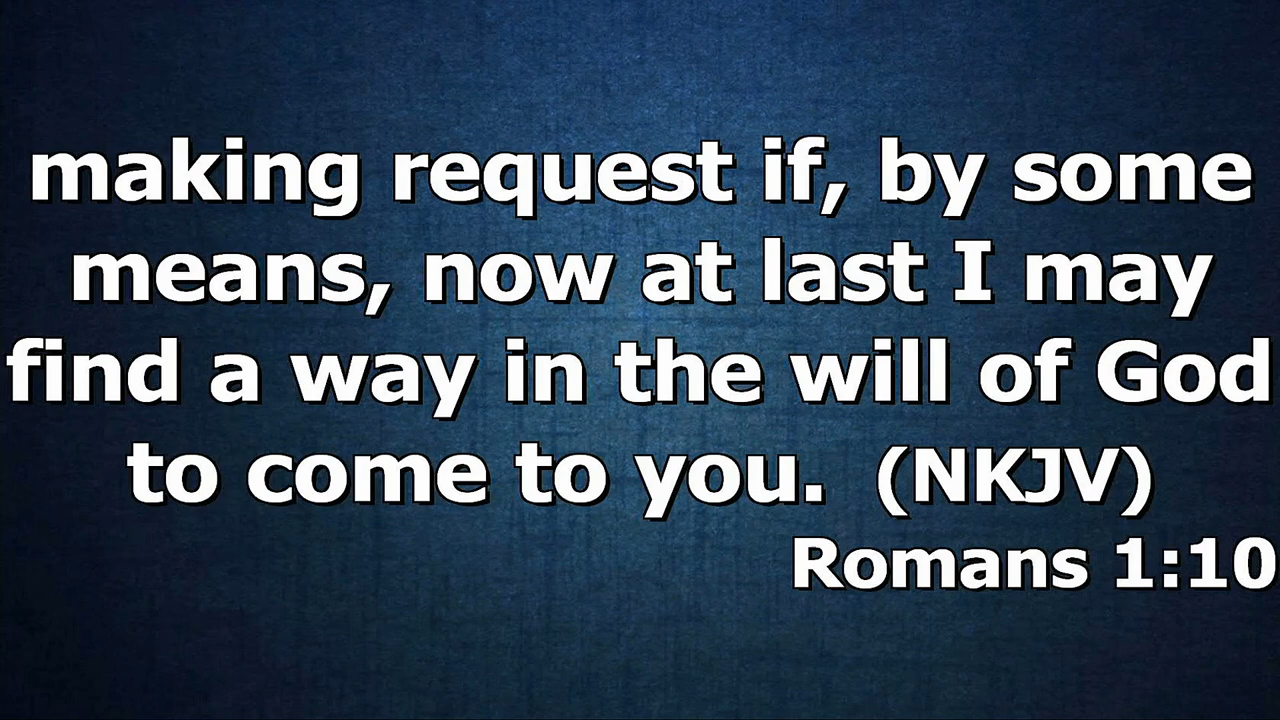 making request if, by some
means, now at last I may
find a way in the will of God
to come to you.  (NKJV)
Romans 1:10